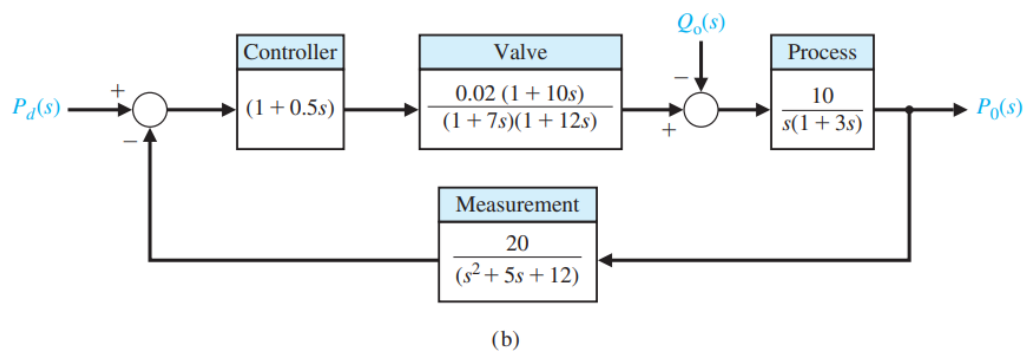 Qₒ(s)
Controller
Valve
Process
P_d(s)
+
−
(1 + 0.5s)
0.02 (1 + 10s)
(1 + 7s)(1 + 12s)
−
+
10
s(1 + 3s)
P₀(s)
Measurement
20
(s² + 5s + 12)
(b)